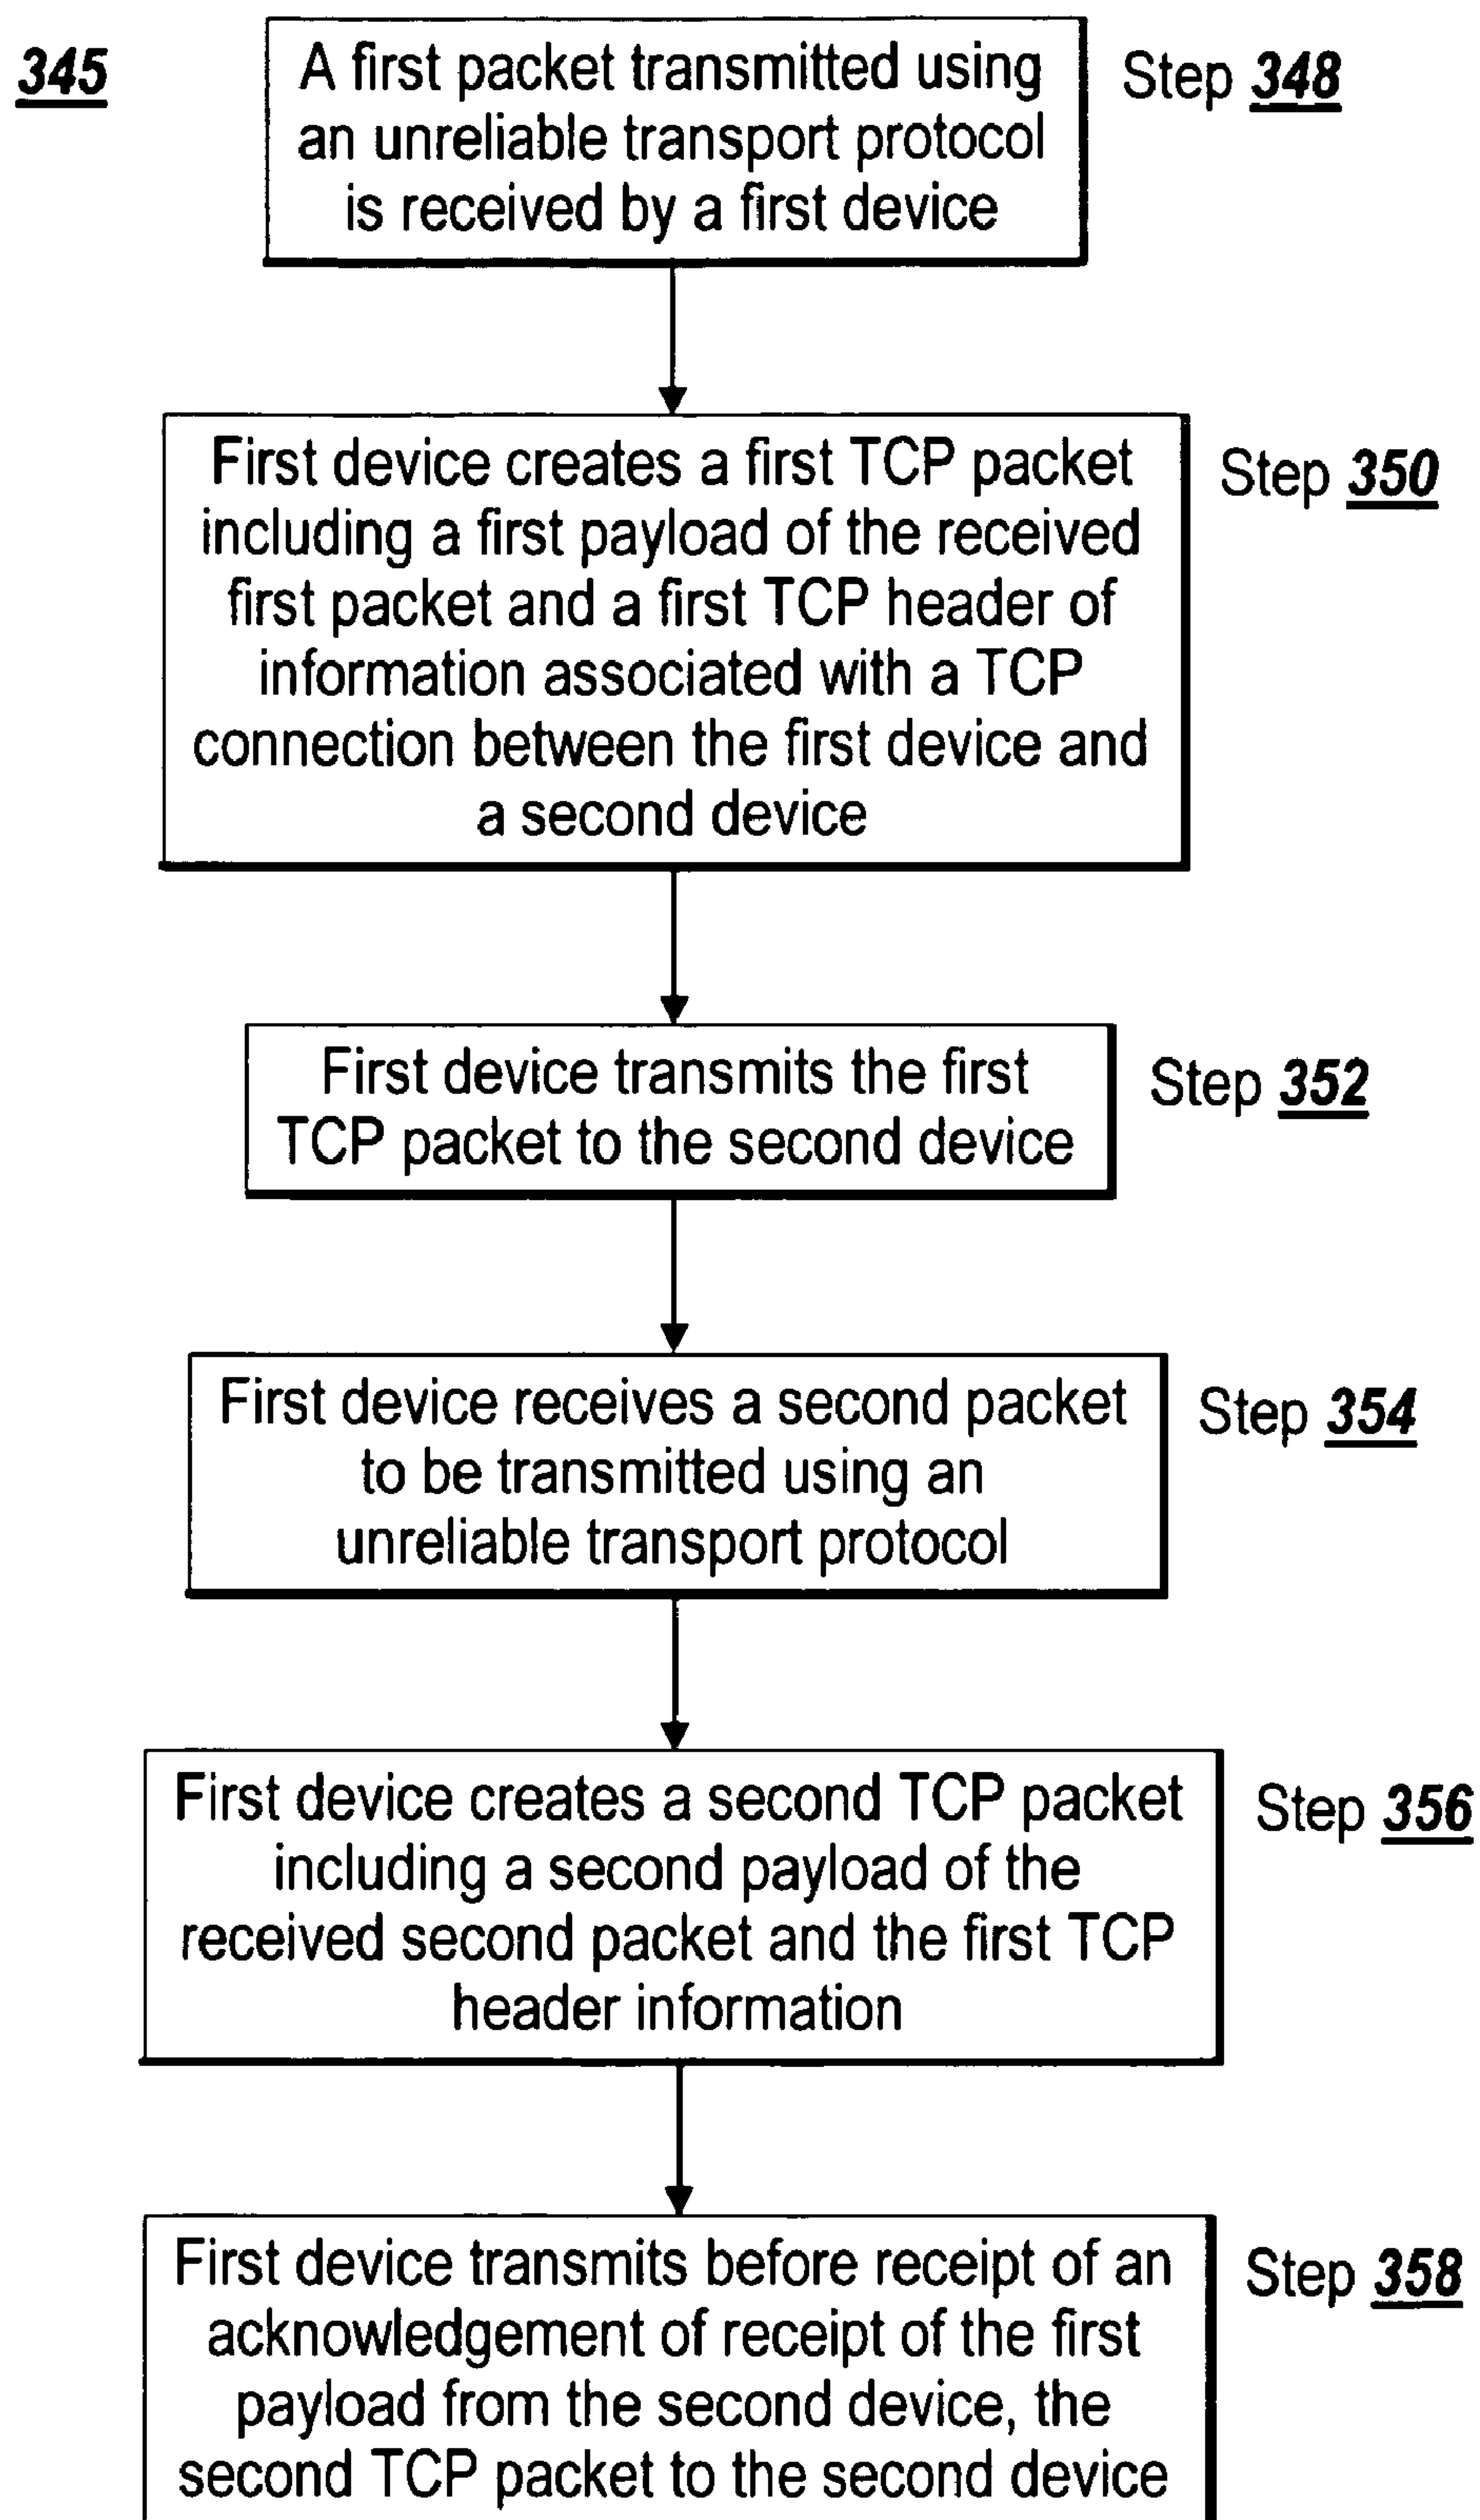 345
A first packet transmitted using
an unreliable transport protocol
is received by a first device
Step 348
First device creates a first TCP packet
including a first payload of the received
first packet and a first TCP header of
information associated with a TCP
connection between the first device and
a second device
Step 350
First device transmits the first
TCP packet to the second device
Step 352
First device receives a second packet
to be transmitted using an
unreliable transport protocol
Step 354
First device creates a second TCP packet
including a second payload of the
received second packet and the first TCP
header information
Step 356
First device transmits before receipt of an
acknowledgement of receipt of the first
payload from the second device, the
second TCP packet to the second device
Step 358